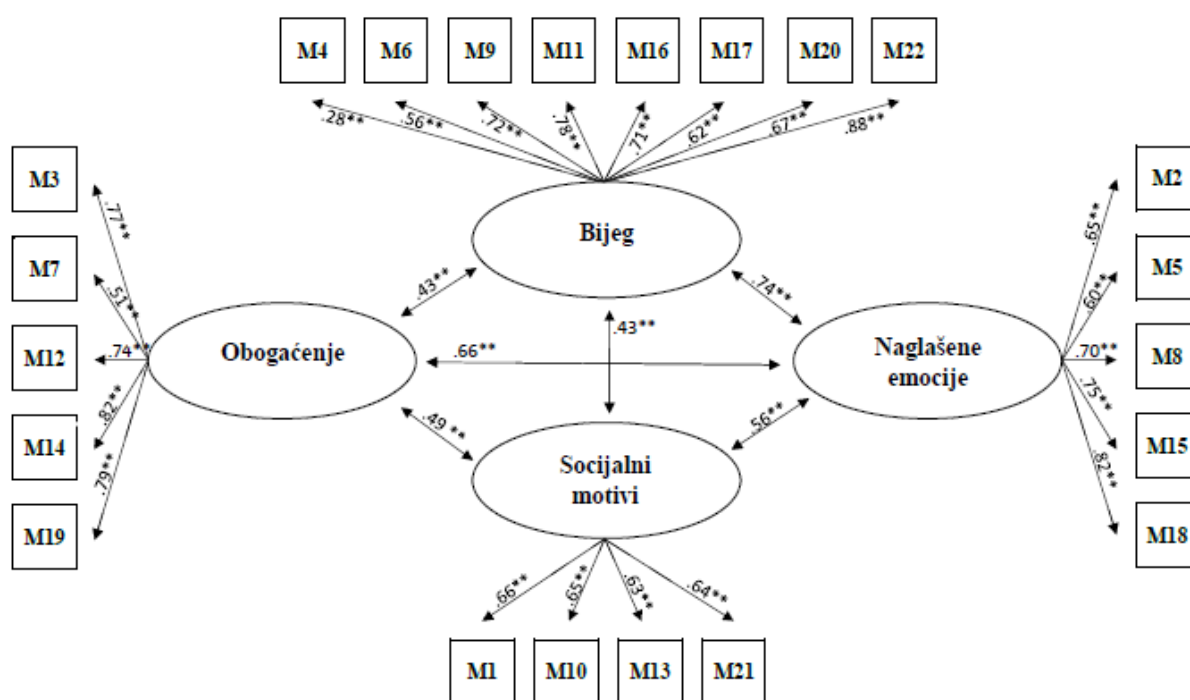 M4 M6 M9 M11 M16 M17 M20 M22
.28** .56** .72** .78** .71** .62** .67** .88**
M3
M7
M12
M14
M19
.77**
.51**
.74**
.82**
.79**
Bijeg
Obogaćenje
Naglašene
emocije
Socijalni
motivi
.43**
.74**
.43**
.66**
.49 **
.56**
M2
M5
M8
M15
M18
.65**
.60**
.70**
.75**
.82**
.66** .65** .63** .64**
M1 M10 M13 M21